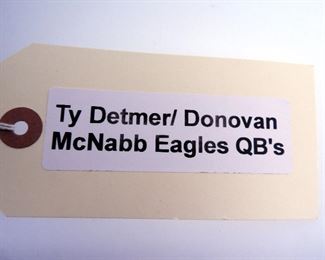 Ty Detmer/ Donovan
McNabb Eagles QB's